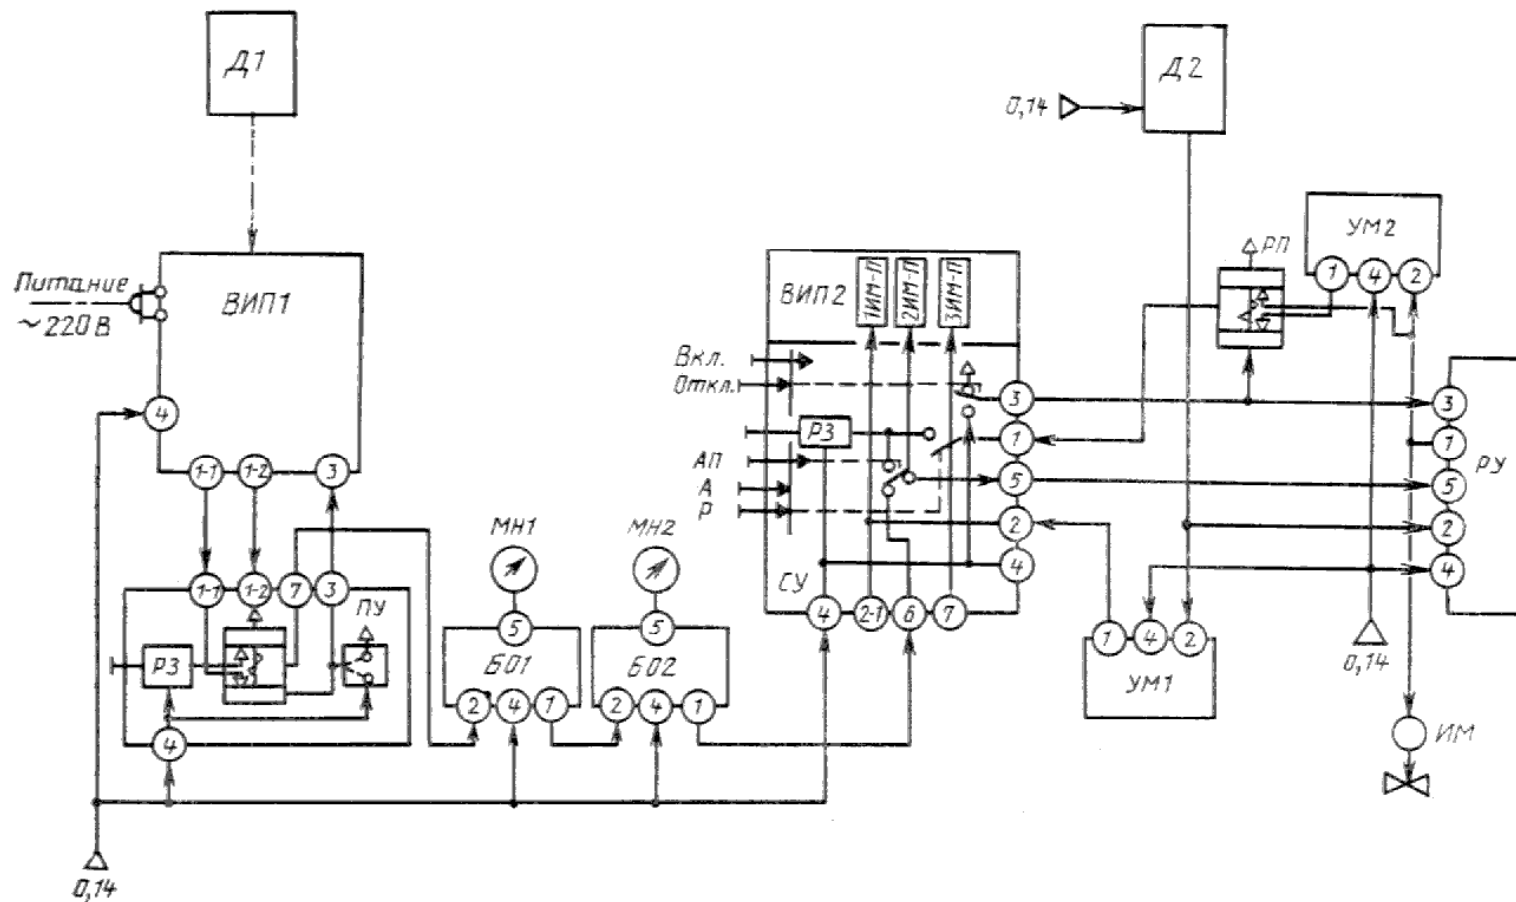 Д1
Д2
0,14
УМ2
РП
1 4 2
Питание
~220В
ВИП1
ВИП2
1ИМ-П
2ИМ-П
3ИМ-П
Вкл.
Откл.
3
3
4
РЗ
1
1
АП
РУ
1-1 1-2 3
5
5
А
Р
МН1
МН2
2
2
4
4
СУ
1-1 1-2 7 3
ПУ
4 2-1 6 7
5
5
1 4 2
РЗ
БО1
БО2
0,14
УМ1
2 4 1
2 4 1
4
ИМ
0,14